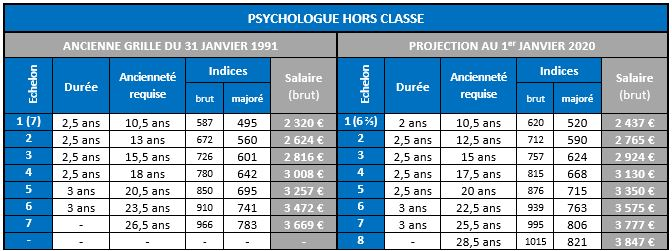 PSYCHOLOGUE HORS CLASSE
ANCIENNE GRILLE DU 31 JANVIER 1991 PROJECTION AU 1er JANVIER 2020
Echelon Durée Ancienneté requise Indices brut majoré Salaire (brut) Echelon Durée Ancienneté requise Indices brut majoré Salaire (brut)
1 (7) 2,5 ans 10,5 ans 587 495 2 320 € 1 (6 ⅔) 2 ans 10,5 ans 620 520 2 437 €
2 2,5 ans 13 ans 672 560 2 624 € 2 2,5 ans 12,5 ans 712 590 2 765 €
3 2,5 ans 15,5 ans 726 601 2 816 € 3 2,5 ans 15 ans 757 624 2 924 €
4 2,5 ans 18 ans 780 642 3 008 € 4 2,5 ans 17,5 ans 815 668 3 130 €
5 3 ans 20,5 ans 850 695 3 257 € 5 2,5 ans 20 ans 876 715 3 350 €
6 3 ans 23,5 ans 910 741 3 472 € 6 3 ans 22,5 ans 939 763 3 575 €
7 - 26,5 ans 966 783 3 669 € 7 3 ans 25,5 ans 995 806 3 777 €
- - - - - - 8 - 28,5 ans 1015 821 3 847 €